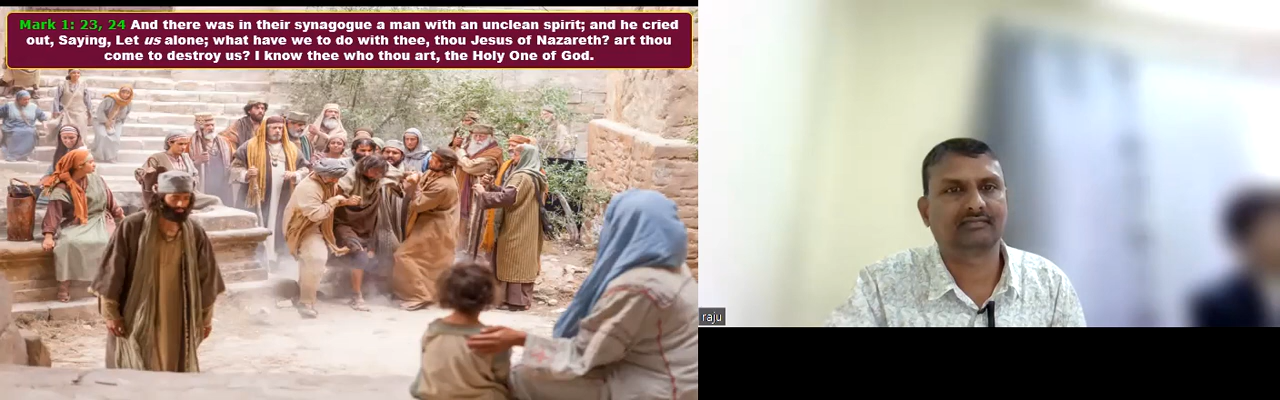 Mark 1: 23, 24 And there was in their synagogue a man with an unclean spirit; and he cried
out, Saying, Let us alone; what have we to do with thee, thou Jesus of Nazareth? art thou
come to destroy us? I know thee who thou art, the Holy One of God.
raju